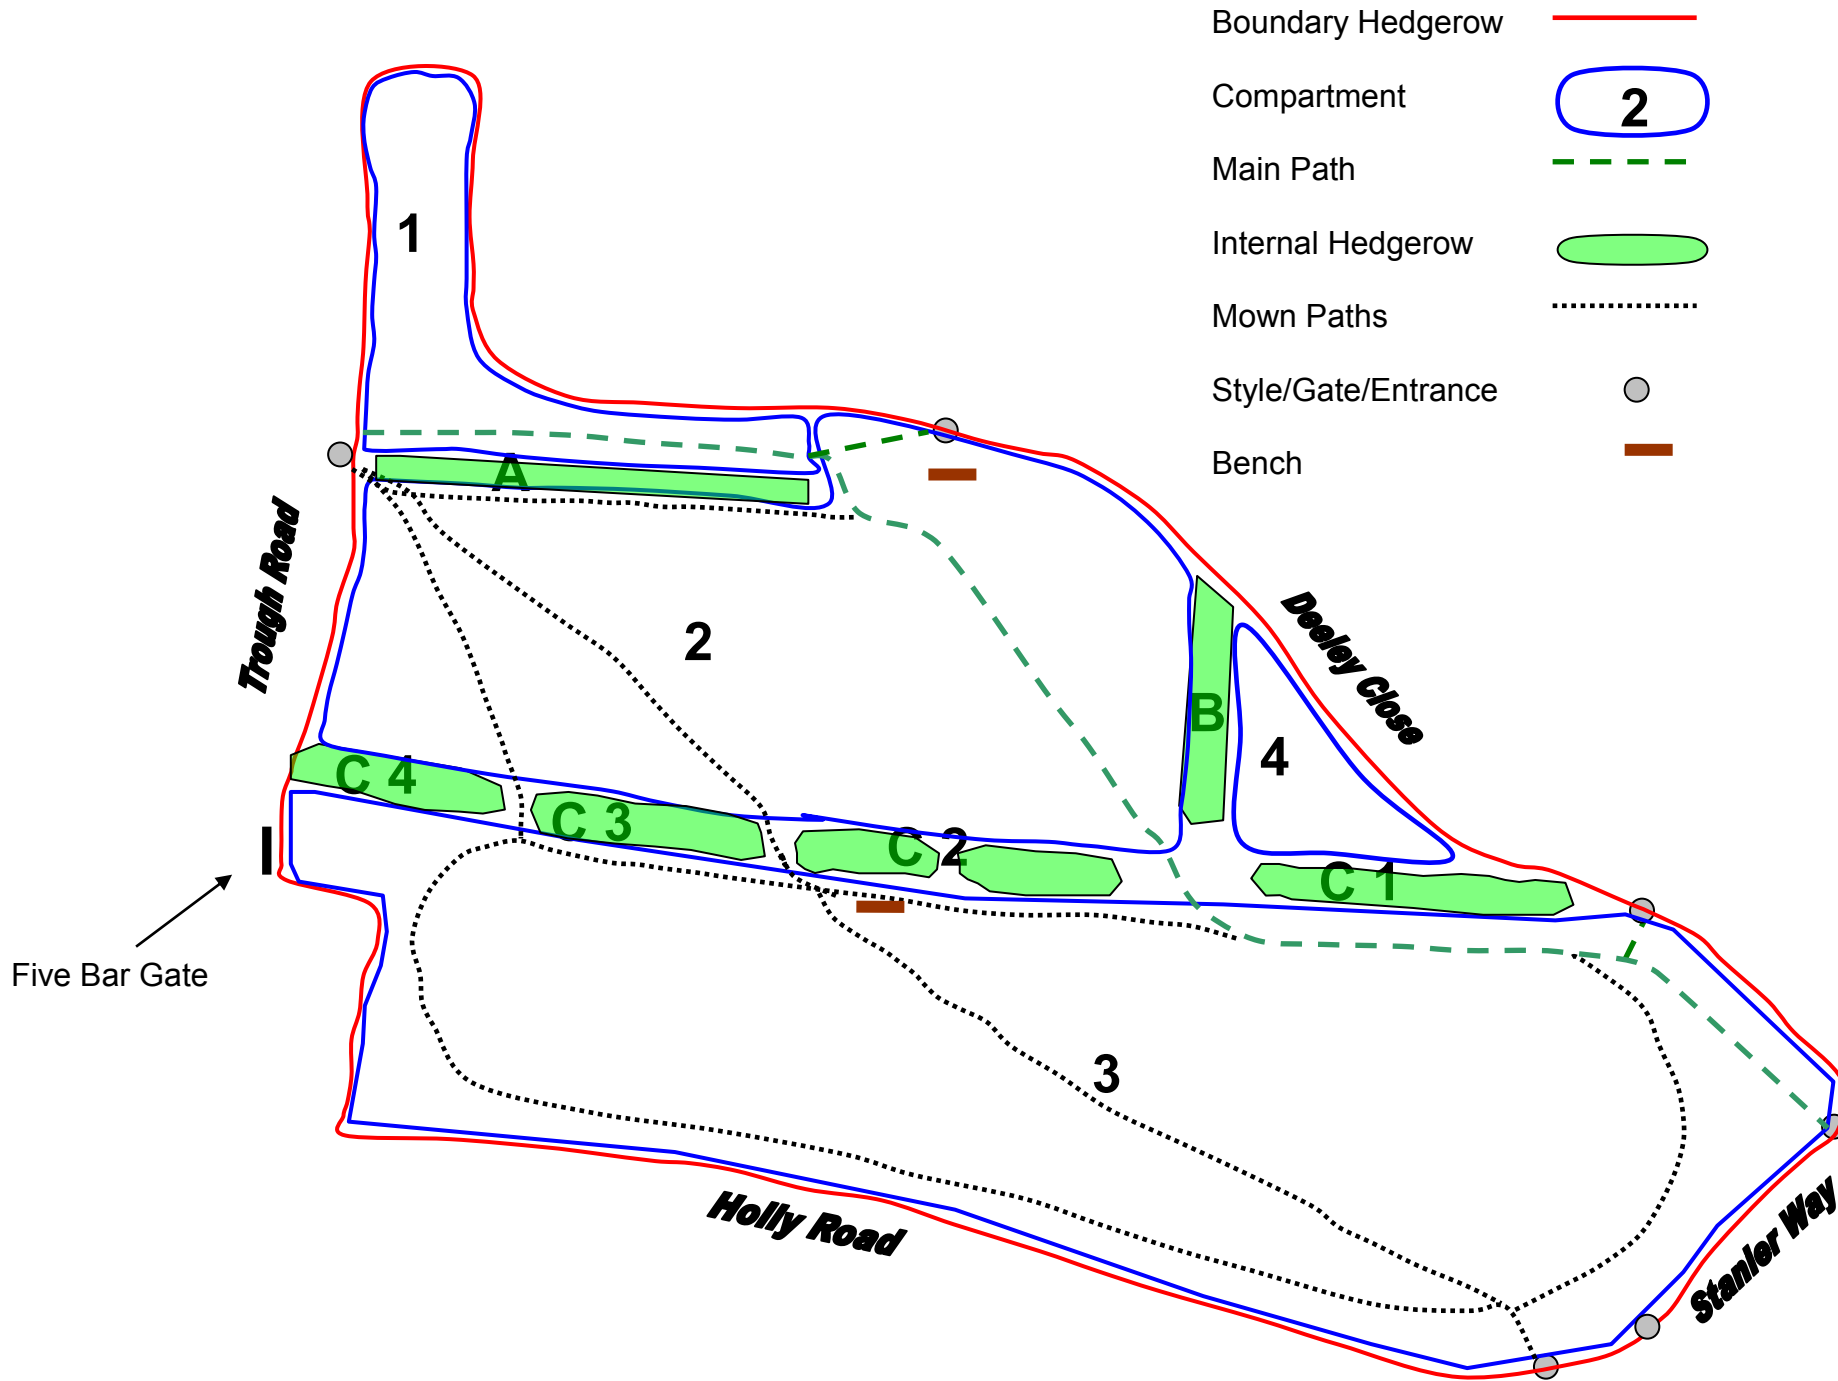 Boundary Hedgerow
Compartment
2
Main Path
Internal Hedgerow
Mown Paths
Style/Gate/Entrance
Bench
1
A
Trough Road
2
Deeley Close
B
4
C 4
C 3
C 2
C 1
Five Bar Gate
3
Holly Road
Stanler Way